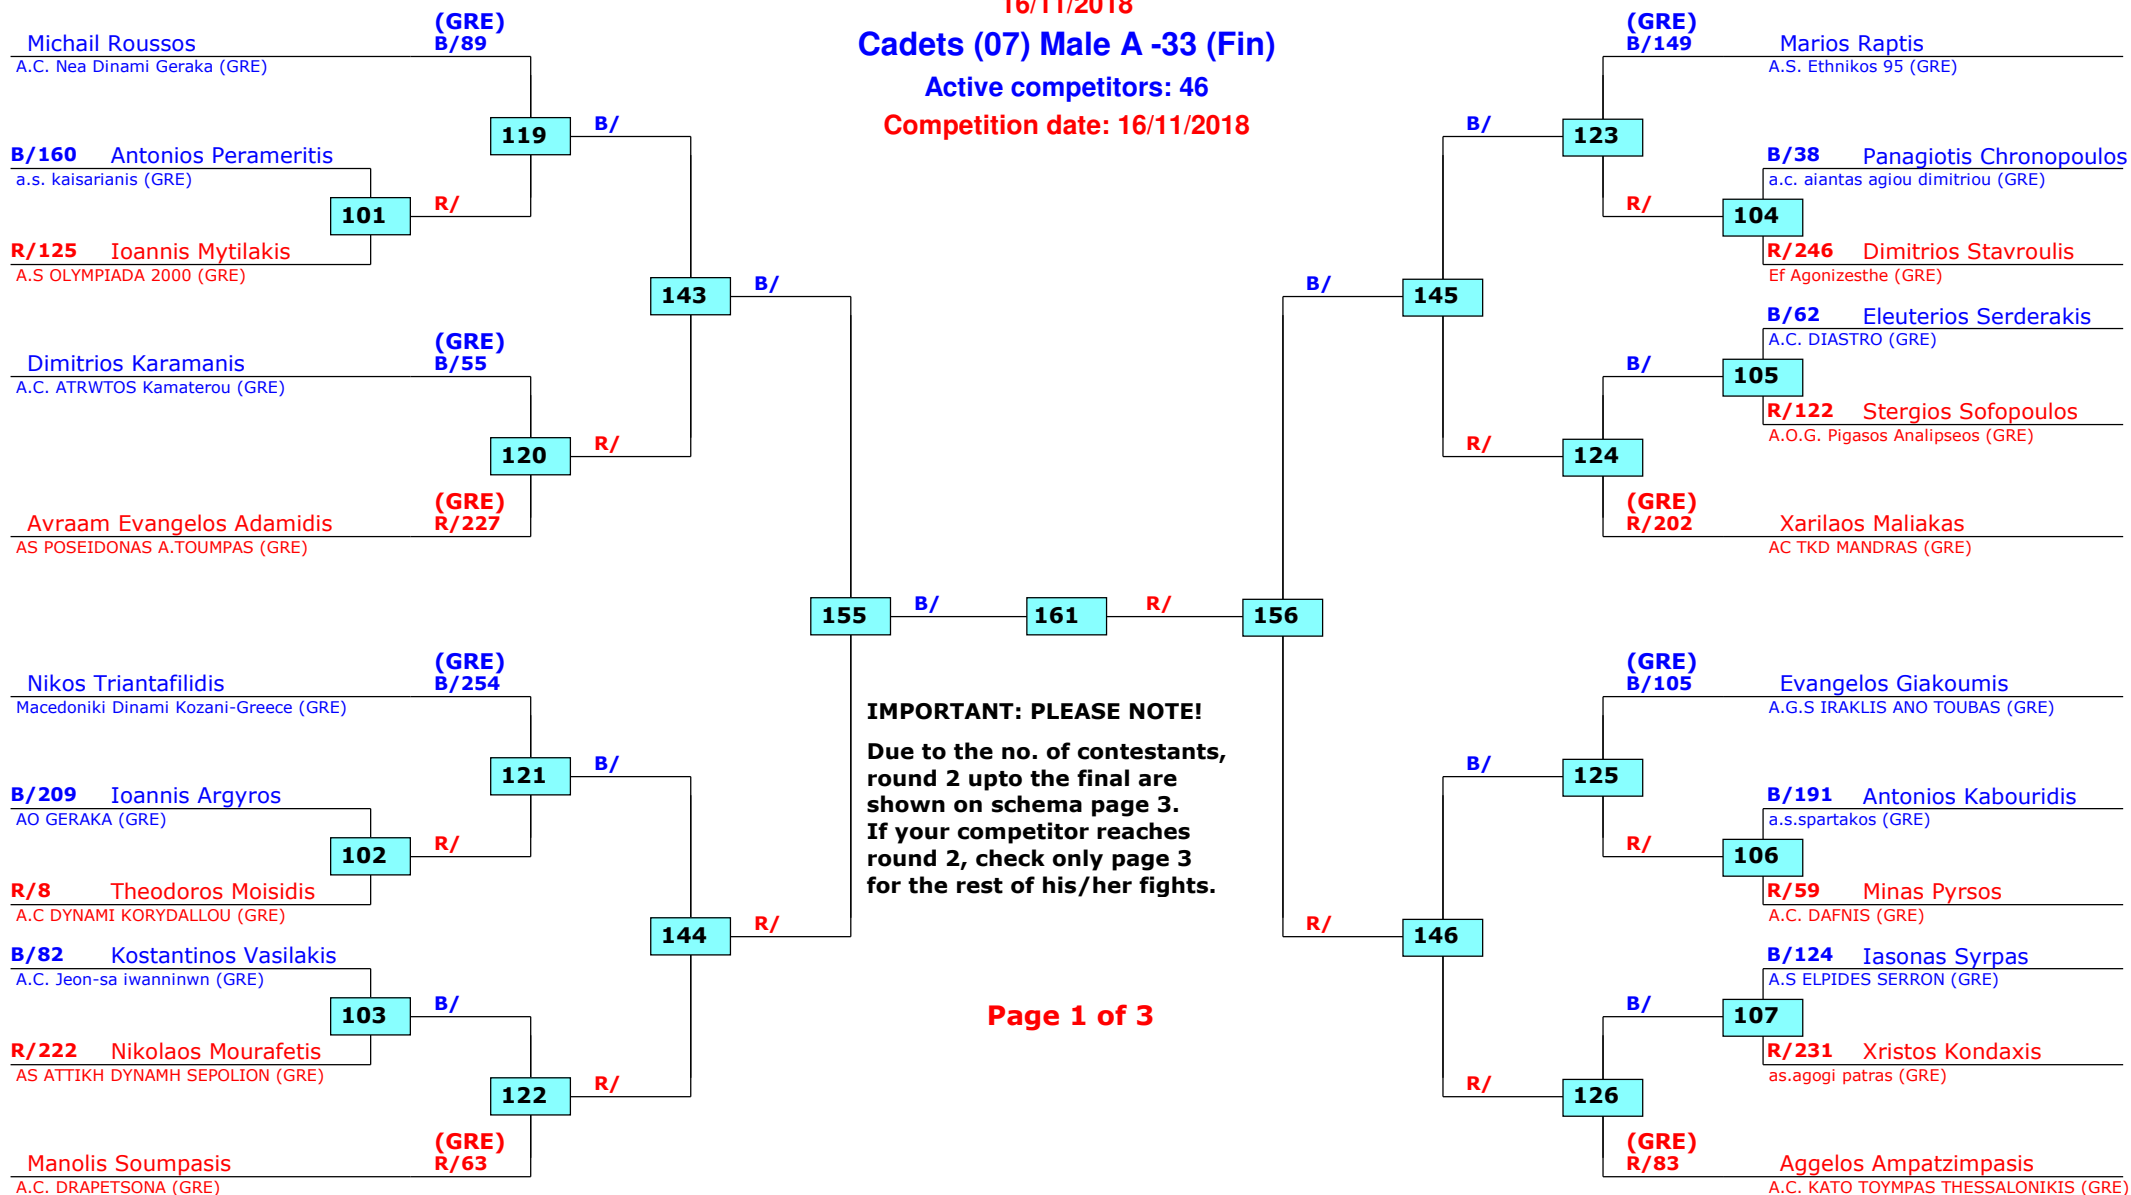 16/11/2018
Cadets (07) Male A -33 (Fin)
Active competitors: 46
Competition date: 16/11/2018
(GRE)
Michail Roussos B/89
A.C. Nea Dinami Geraka (GRE)
119
B/
B/160 Antonios Perameritis
a.s. kaisarianis (GRE)
101
R/
R/125 Ioannis Mytilakis
A.S OLYMPIADA 2000 (GRE)
143
B/
(GRE)
Dimitrios Karamanis B/55
A.C. ATRWTOS Kamaterou (GRE)
120
R/
(GRE)
Avraam Evangelos Adamidis R/227
AS POSEIDONAS A.TOUMPAS (GRE)
155
B/
161
R/
156
(GRE)
Nikos Triantafilidis B/254
Macedoniki Dinami Kozani-Greece (GRE)
121
B/
B/209 Ioannis Argyros
AO GERAKA (GRE)
102
R/
R/8 Theodoros Moisidis
A.C DYNAMI KORYDALLOU (GRE)
144
R/
B/82 Kostantinos Vasilakis
A.C. Jeon-sa iwanninwn (GRE)
103
B/
R/222 Nikolaos Mourafetis
AS ATTIKH DYNAMH SEPOLION (GRE)
122
R/
(GRE)
Manolis Soumpasis R/63
A.C. DRAPETSONA (GRE)
IMPORTANT: PLEASE NOTE!
Due to the no. of contestants,
round 2 upto the final are
shown on schema page 3.
If your competitor reaches
round 2, check only page 3
for the rest of his/her fights.
Page 1 of 3
(GRE)
B/149 Marios Raptis
A.S. Ethnikos 95 (GRE)
B/
123
B/38 Panagiotis Chronopoulos
a.c. aiantas agiou dimitriou (GRE)
R/
104
R/246 Dimitrios Stavroulis
Ef Agonizesthe (GRE)
B/
145
B/62 Eleuterios Serderakis
A.C. DIASTRO (GRE)
B/
105
R/122 Stergios Sofopoulos
A.O.G. Pigasos Analipseos (GRE)
R/
124
(GRE)
R/202 Xarilaos Maliakas
AC TKD MANDRAS (GRE)
(GRE)
B/105 Evangelos Giakoumis
A.G.S IRAKLIS ANO TOUBAS (GRE)
B/
125
B/191 Antonios Kabouridis
a.s.spartakos (GRE)
R/
106
R/59 Minas Pyrsos
A.C. DAFNIS (GRE)
R/
146
B/124 Iasonas Syrpas
A.S ELPIDES SERRON (GRE)
B/
107
R/231 Xristos Kondaxis
as.agogi patras (GRE)
R/
126
(GRE)
R/83 Aggelos Ampatzimpasis
A.C. KATO TOYMPAS THESSALONIKIS (GRE)